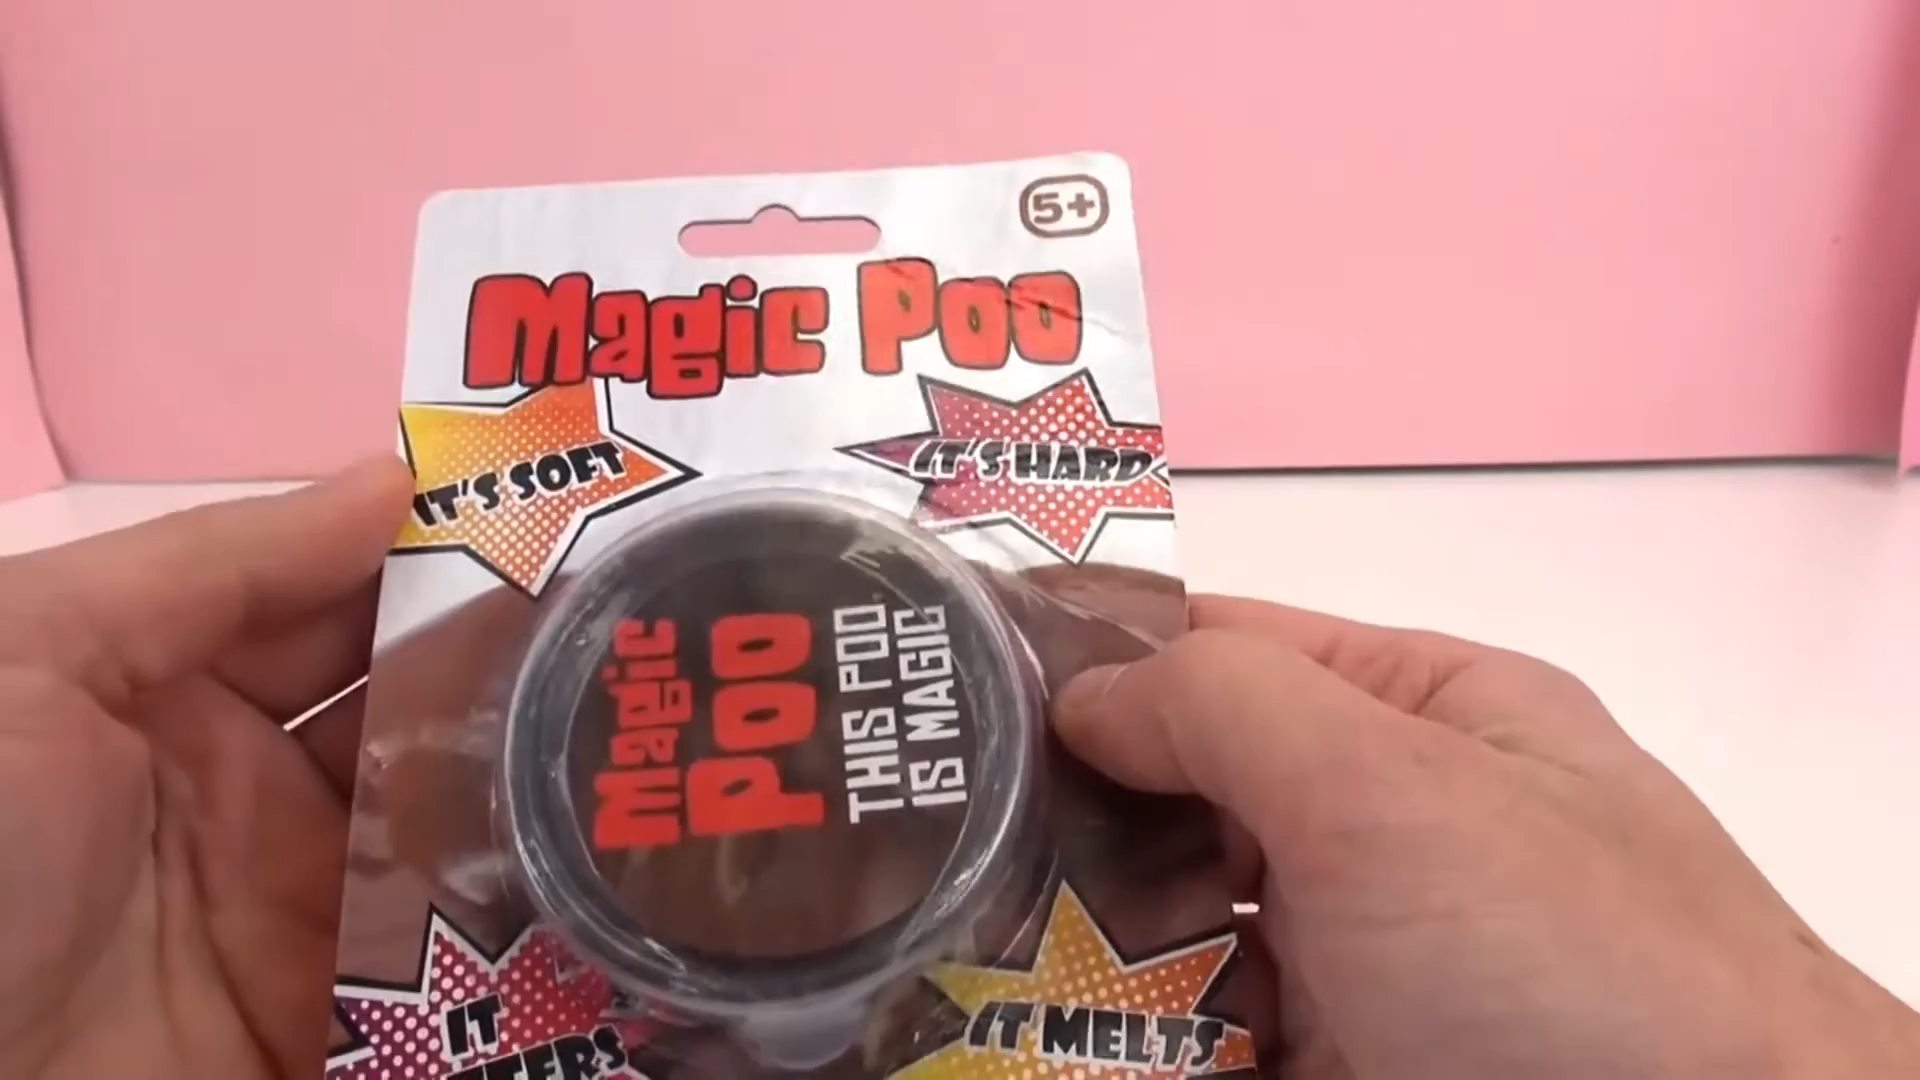 5+
Magic Poo
IT'S SOFT
IT'S HARD
Magic
Poo
THIS POO
IS MAGIC
IT
IT MELTS